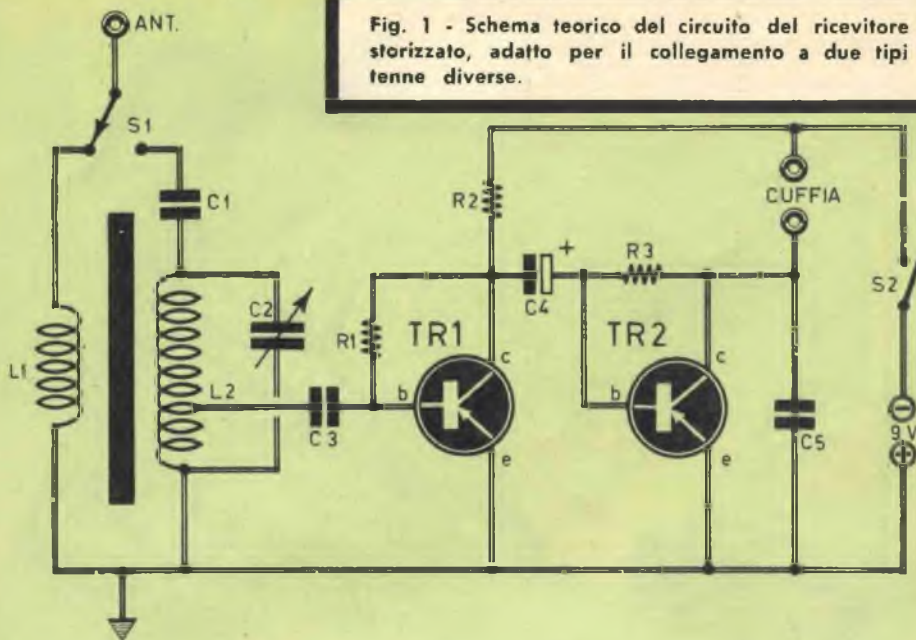 Fig. 1 - Schema teorico del circuito del ricevitore
storizzato, adatto per il collegamento a due tipi
tenne diverse.
ANT.
S1
C1
R2
CUFFIA
C2
R1
TR1
C4
+
R3
TR2
S2
L1
L2
C3
b
c
e
b
c
e
C5
-
9V
+